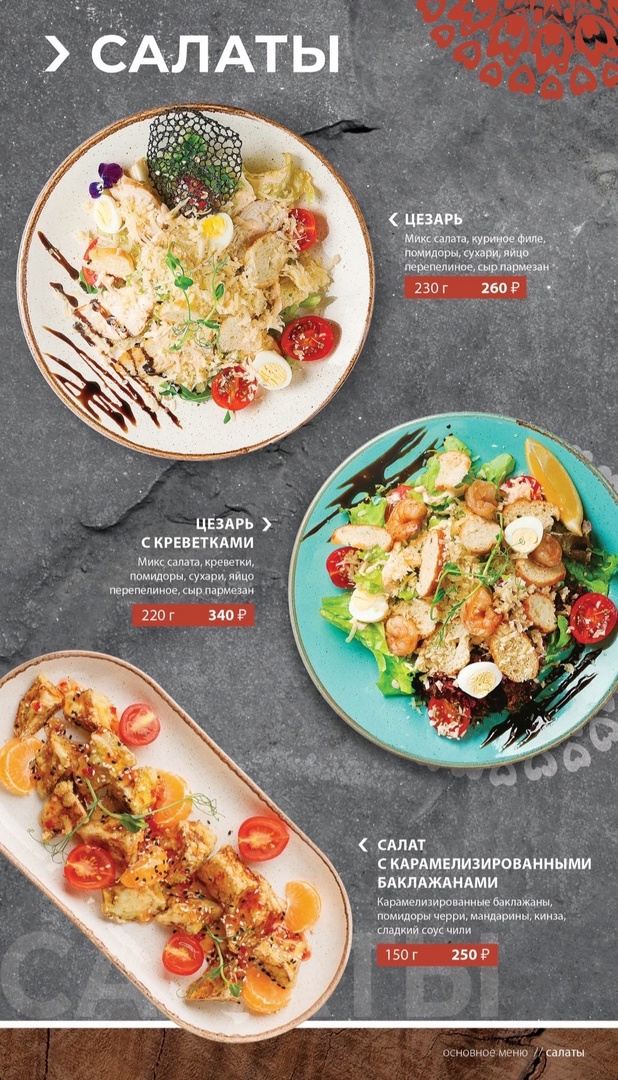 САЛАТЫ
ЦЕЗАРЬ
Микс салата, куриное филе,
помидоры, сухари, яйцо
перепелиное, сыр пармезан
230 г 260 ₽
ЦЕЗАРЬ
С КРЕВЕТКАМИ
Микс салата, креветки,
помидоры, сухари, яйцо
перепелиное, сыр пармезан
220 г 340 ₽
САЛАТ
С КАРАМЕЛИЗИРОВАННЫМИ
БАКЛАЖАНАМИ
Карамелизированные баклажаны,
помидоры черри, мандарины, кинза,
сладкий соус чили
150 г 250 ₽
САЛАТЫ
ОСНОВНОЕ МЕНЮ // САЛАТЫ